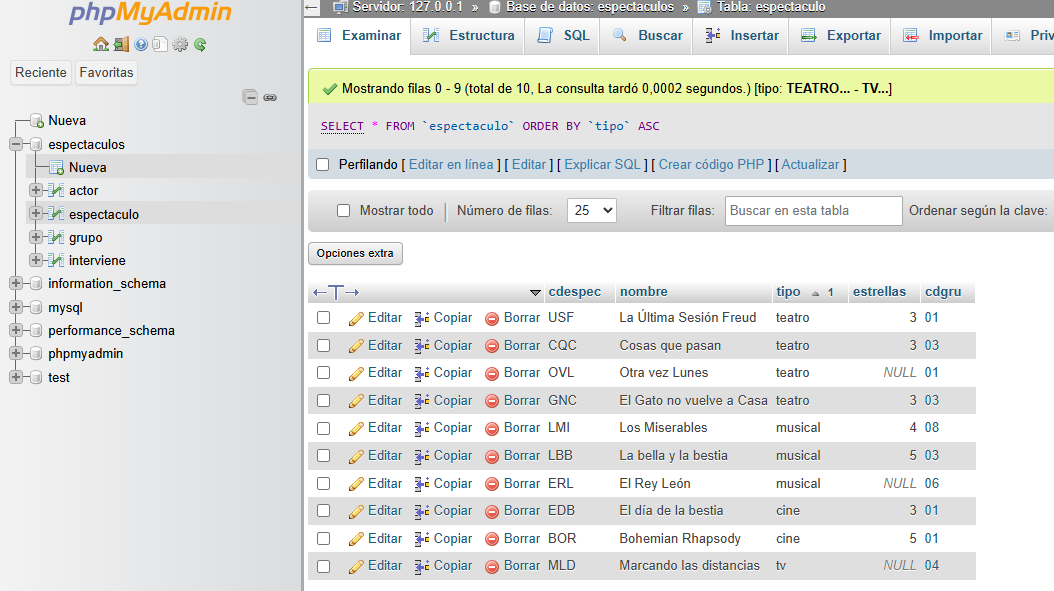 phpMyAdmin
Reciente Favoritas
Nueva
espectaculos
Nueva
actor
espectaculo
grupo
interviene
information_schema
mysql
performance_schema
phpmyadmin
test
Servidor: 127.0.0.1 » Base de datos: espectaculos » Tabla: espectaculo
Examinar Estructura SQL Buscar Insertar Exportar Importar Priv
Mostrando filas 0 - 9 (total de 10, La consulta tardó 0,0002 segundos.) [tipo: TEATRO... - TV...]
SELECT * FROM `espectaculo` ORDER BY `tipo` ASC
Perfilando [ Editar en línea ] [ Editar ] [ Explicar SQL ] [ Crear código PHP ] [ Actualizar ]
Mostrar todo Número de filas: 25 Filtrar filas: Buscar en esta tabla Ordenar según la clave:
Opciones extra
cdespec nombre tipo 1 estrellas cdgru
Editar Copiar Borrar USF La Última Sesión Freud teatro 3 01
Editar Copiar Borrar CQC Cosas que pasan teatro 3 03
Editar Copiar Borrar OVL Otra vez Lunes teatro NULL 01
Editar Copiar Borrar GNC El Gato no vuelve a Casa teatro 3 03
Editar Copiar Borrar LMI Los Miserables musical 4 08
Editar Copiar Borrar LBB La bella y la bestia musical 5 03
Editar Copiar Borrar ERL El Rey León musical NULL 06
Editar Copiar Borrar EDB El día de la bestia cine 3 01
Editar Copiar Borrar BOR Bohemian Rhapsody cine 5 01
Editar Copiar Borrar MLD Marcando las distancias tv NULL 04